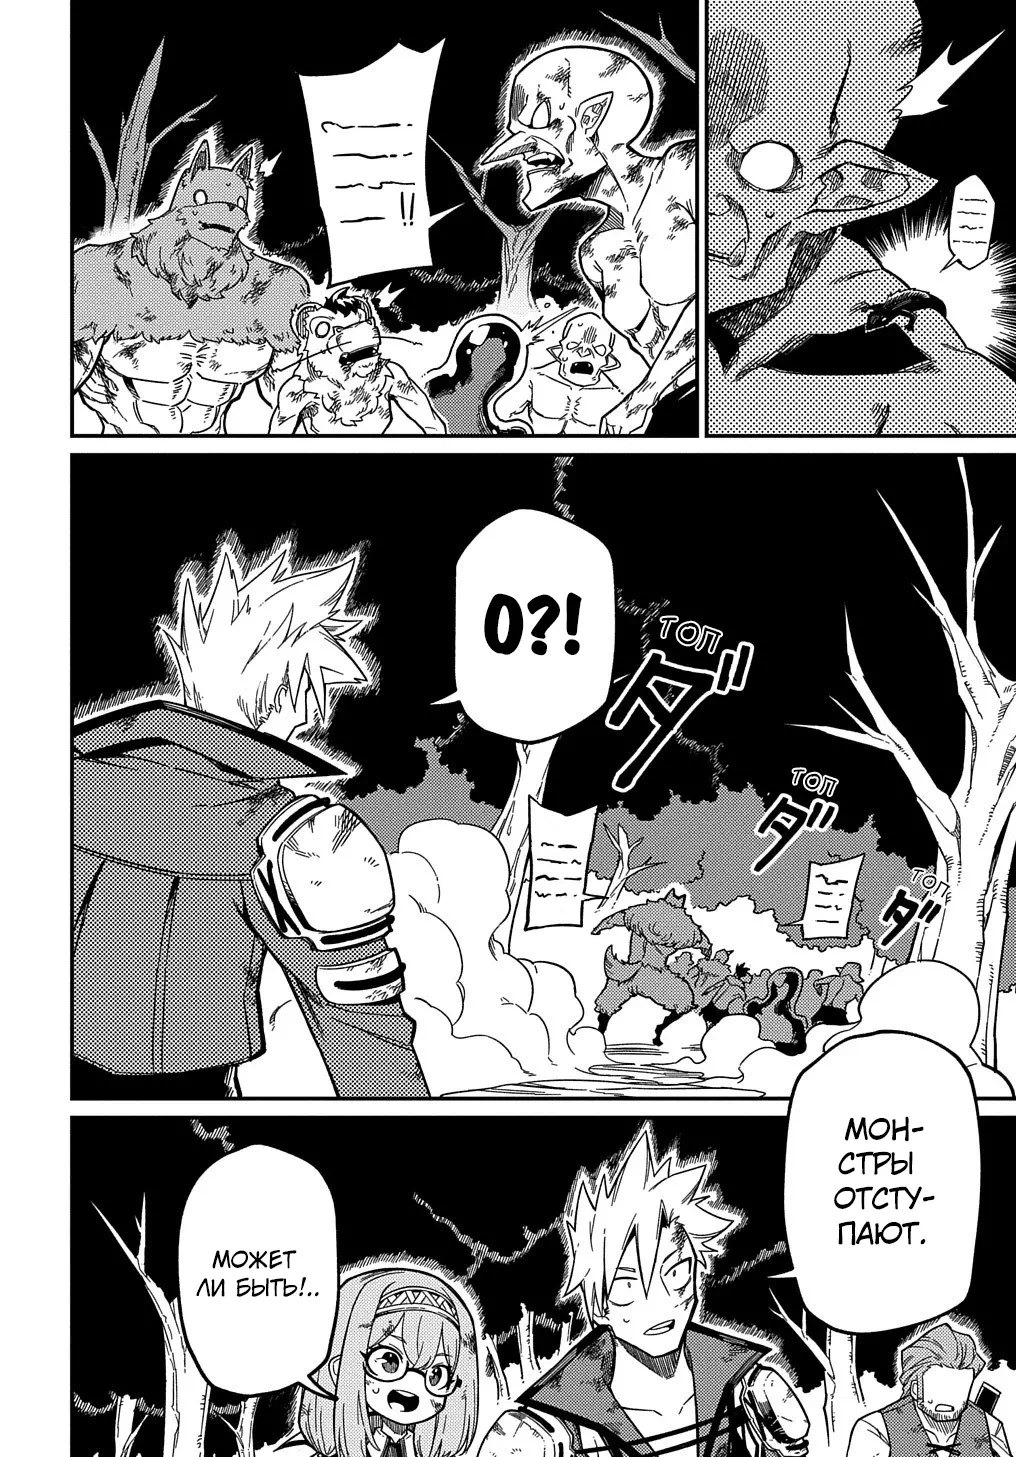 !!
О?!
топ
ダ
топ
ダ
топ
ダ
МОН-
СТРЫ
ОТСТУ-
ПАЮТ.
МОЖЕТ
ЛИ БЫТЬ!..